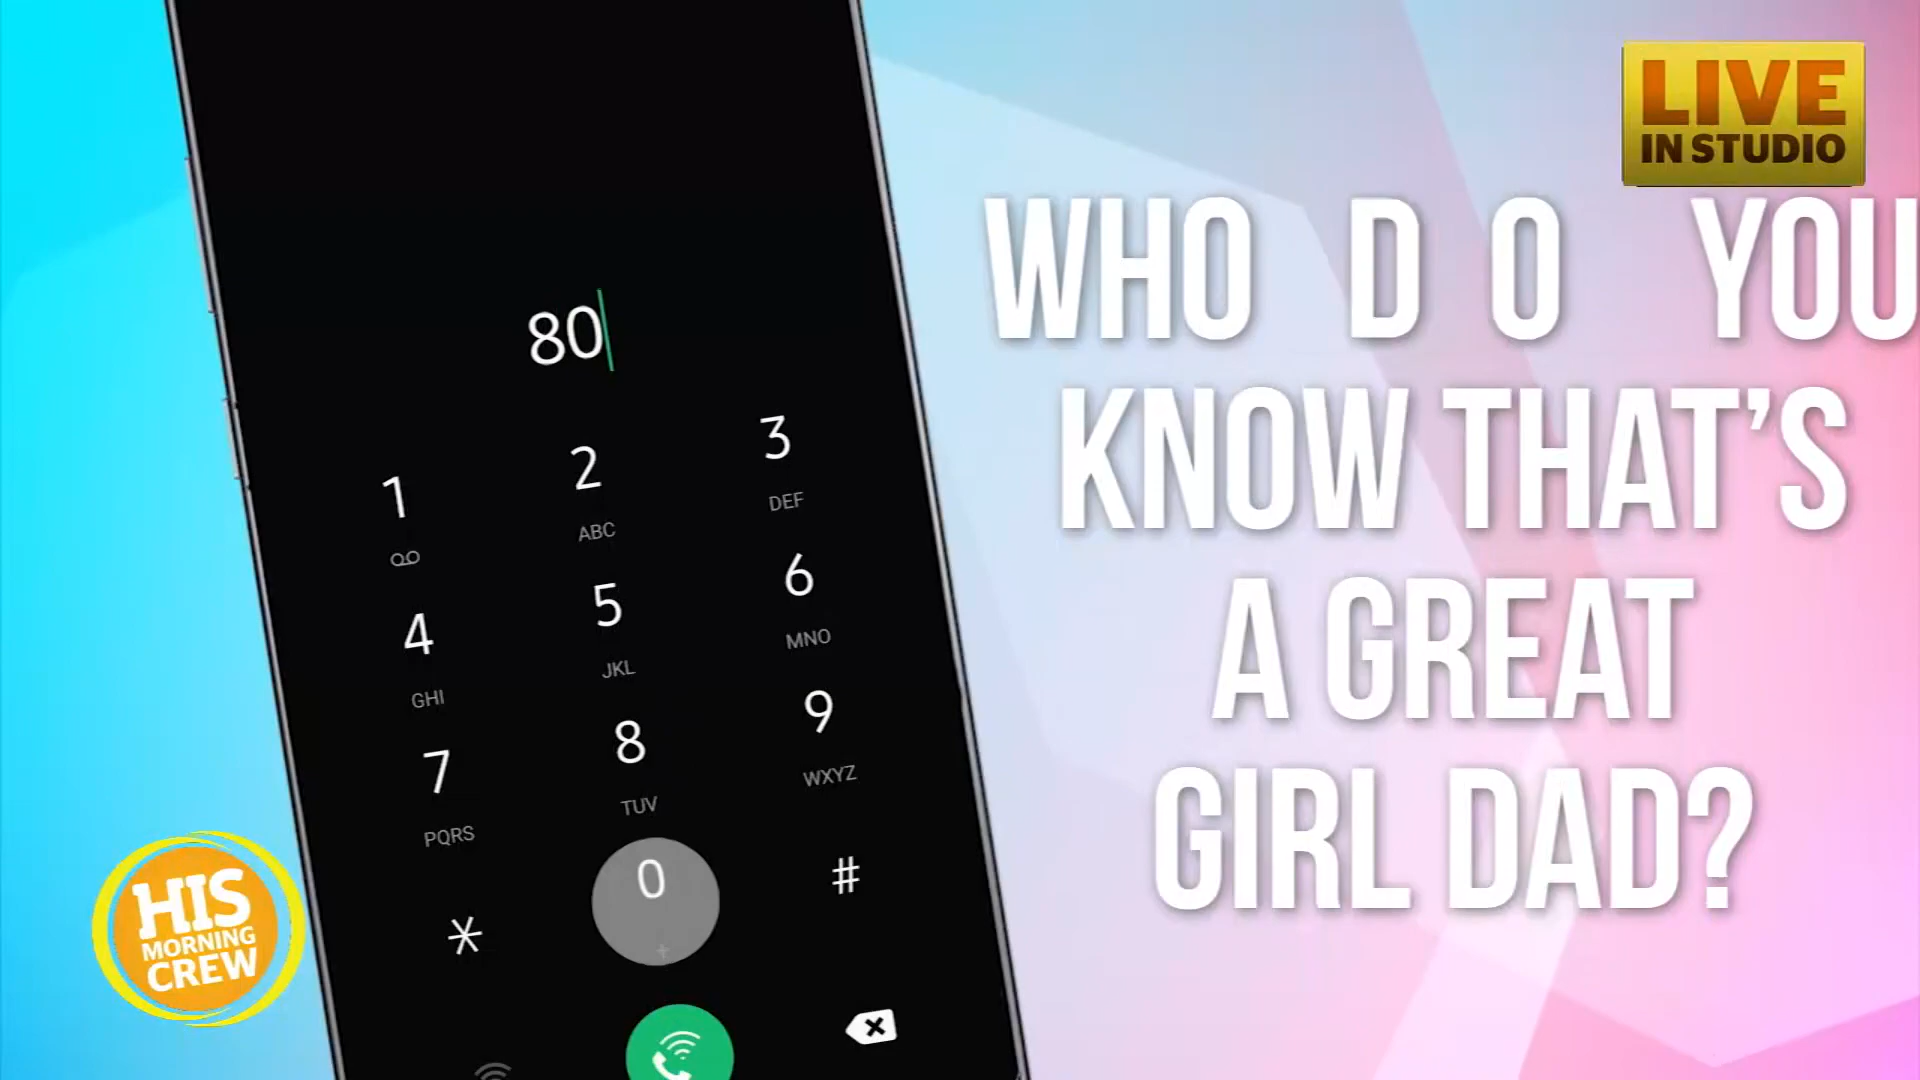 LIVE
IN STUDIO
WHO D O YOU
KNOW THAT'S
A GREAT
GIRL DAD?
80
1
2
ABC
3
DEF
4
GHI
5
JKL
6
MNO
7
PQRS
8
TUV
9
WXYZ
*
0
+
#
HIS
MORNING
CREW